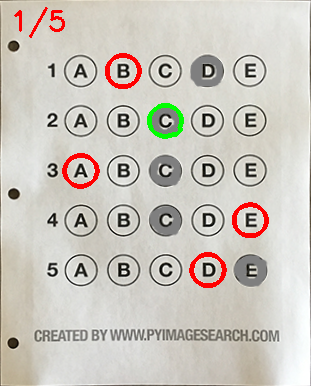 1/5
1 A B C D E
2 A B C D E
3 A B C D E
4 A B C D E
5 A B C D E
CREATED BY WWW.PYIMAGESEARCH.COM